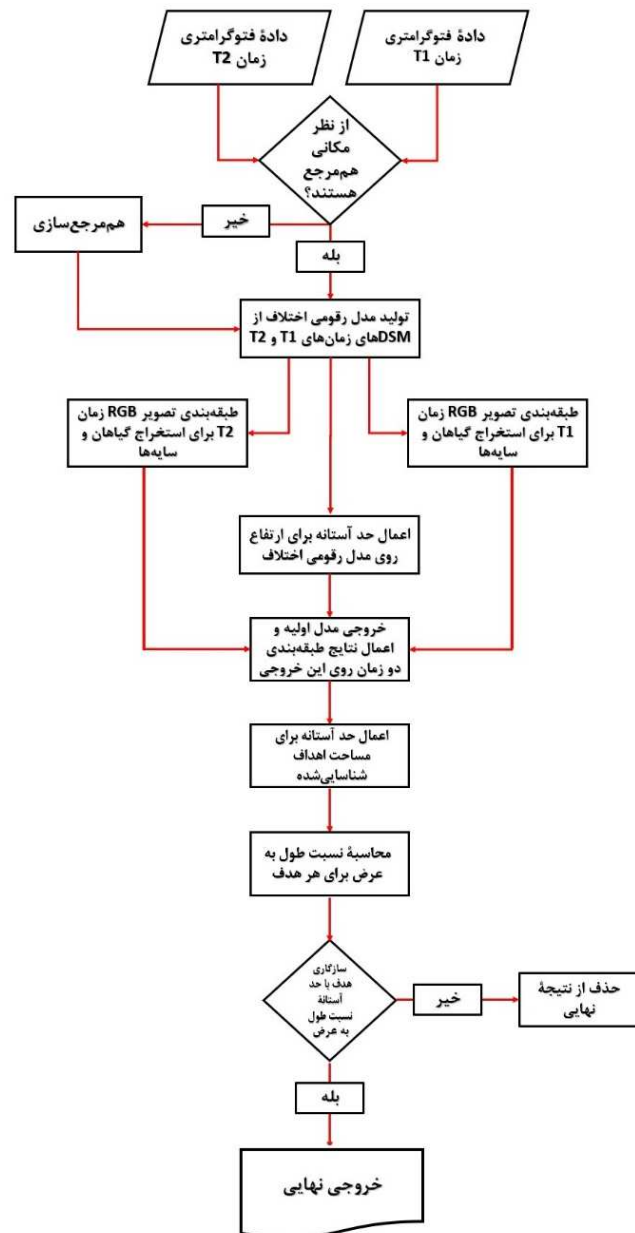 دادهٔ فتوگرامتری
زمان T1
دادهٔ فتوگرامتری
زمان T2
از نظر
مکانی
هم‌مرجع
هستند؟
خیر
هم‌مرجع‌سازی
بله
تولید مدل رقومی اختلاف از
DSMهای زمان‌های T1 و T2
طبقه‌بندی تصویر RGB زمان
T1 برای استخراج گیاهان و
سایه‌ها
طبقه‌بندی تصویر RGB زمان
T2 برای استخراج گیاهان و
سایه‌ها
اعمال حد آستانه برای ارتفاع
روی مدل رقومی اختلاف
خروجی مدل اولیه و
اعمال نتایج طبقه‌بندی
دو زمان روی این خروجی
اعمال حد آستانه برای
مساحت اهداف
شناسایی‌شده
محاسبهٔ نسبت طول به
عرض برای هر هدف
سازگاری
هدف با حد
آستانهٔ
نسبت طول
به عرض
خیر
حذف از نتیجهٔ
نهایی
بله
خروجی نهایی